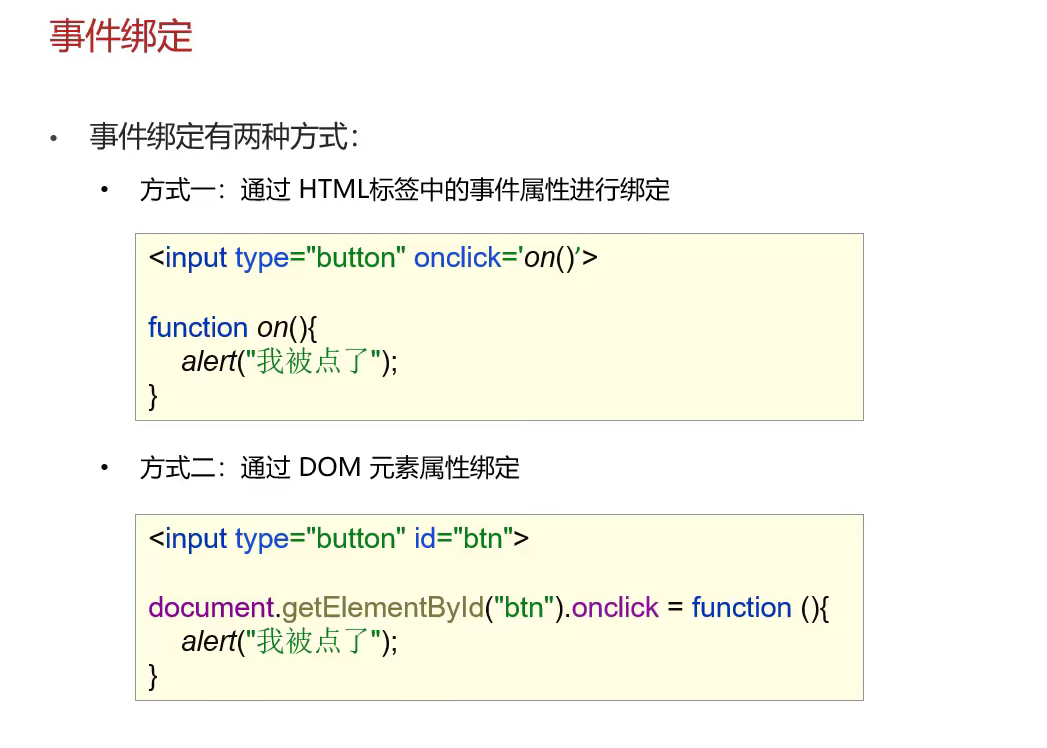 事件绑定
• 事件绑定有两种方式：
• 方式一：通过 HTML标签中的事件属性进行绑定
<input type="button" onclick='on()’>
function on(){
alert("我被点了");
}
• 方式二：通过 DOM 元素属性绑定
<input type="button" id="btn">
document.getElementById("btn").onclick = function (){
alert("我被点了");
}